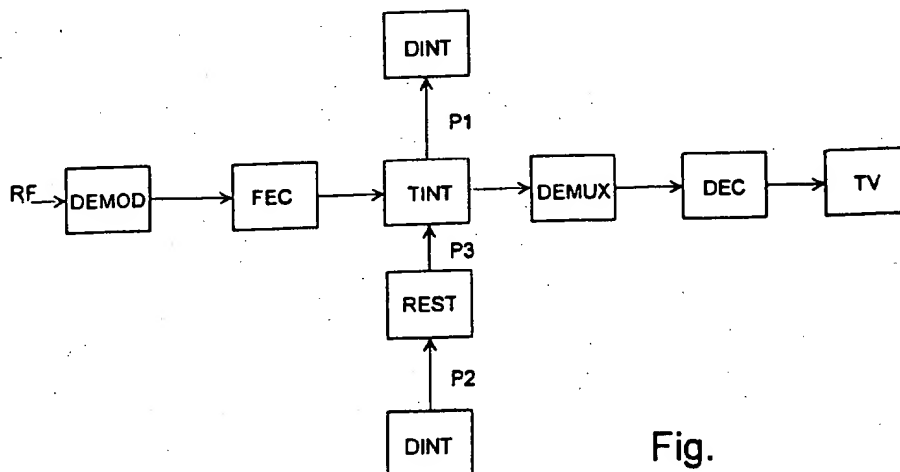 DINT
P1
RF
DEMOD
FEC
TINT
DEMUX
DEC
TV
P3
REST
P2
DINT
Fig.